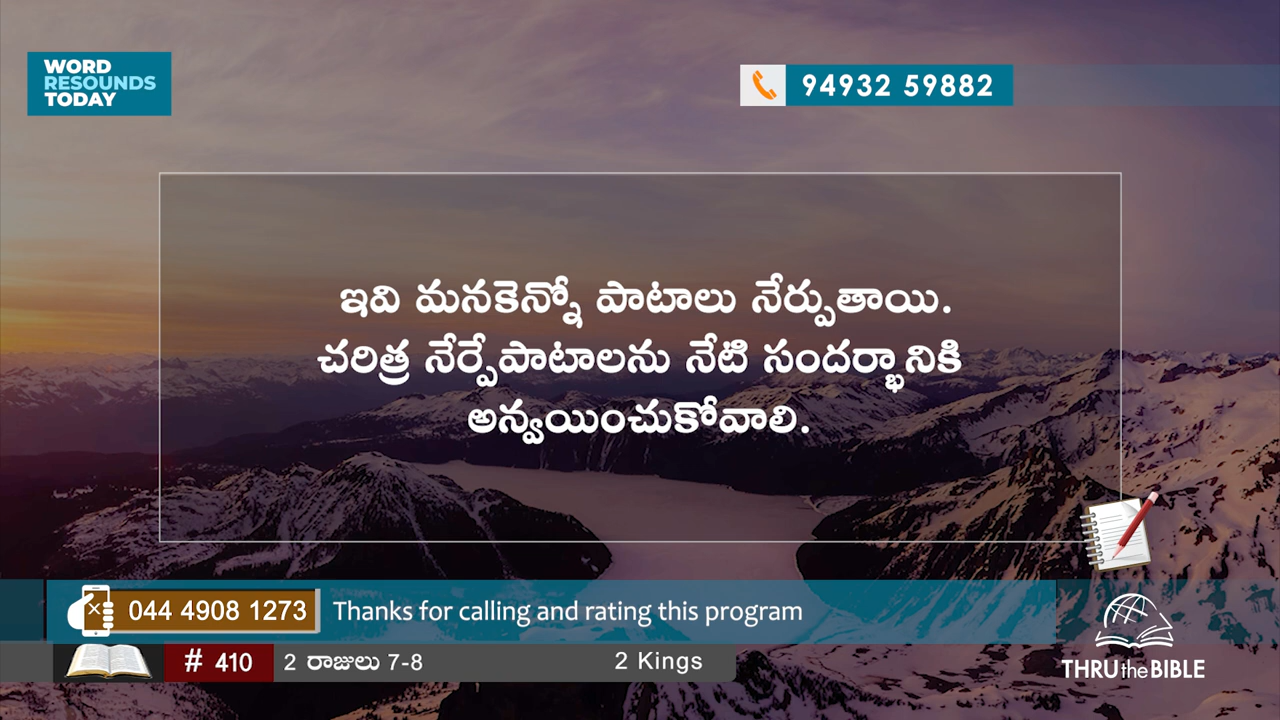 WORD
RESOUNDS
TODAY
94932 59882
ఇవి మనకెన్నో పాటాలు నేర్పుతాయి.
చరిత్ర నేర్పేపాటాలను నేటి సందర్భానికి
అన్వయించుకోవాలి.
044 4908 1273 Thanks for calling and rating this program
# 410 2 రాజులు 7-8 2 Kings
THRU the BIBLE